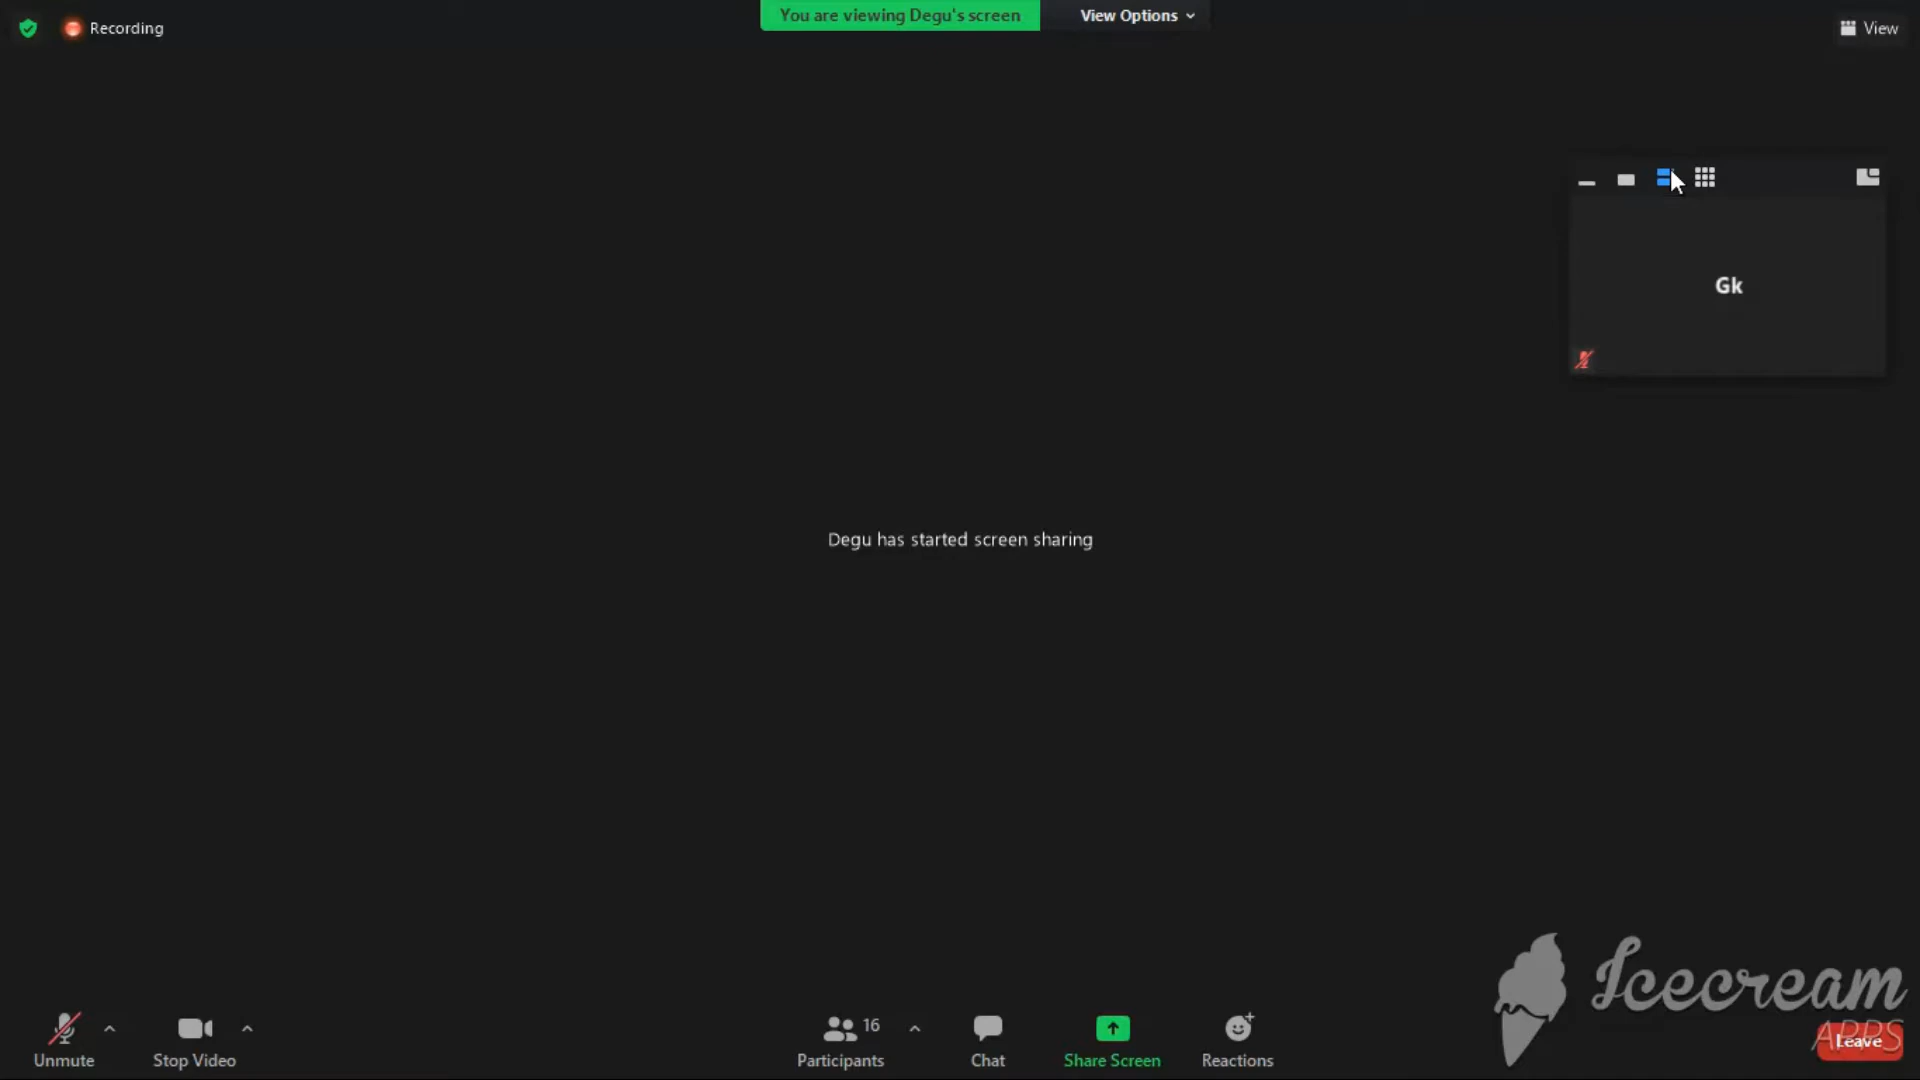 Recording
You are viewing Degu's screen
View Options
View
Gk
Degu has started screen sharing
Icecream
APPS
Unmute
Stop Video
16
Participants
Chat
Share Screen
Reactions
Leave